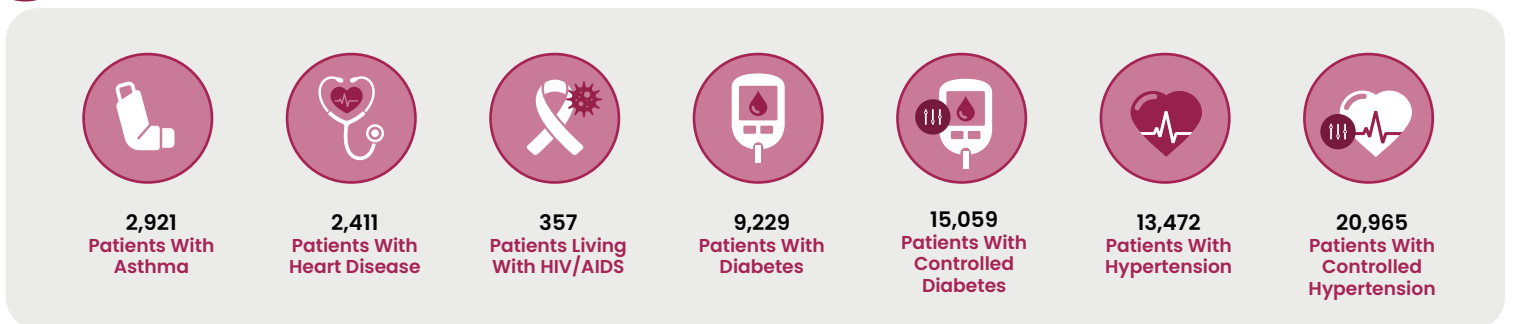 2,921
Patients With
Asthma
2,411
Patients With
Heart Disease
357
Patients Living
With HIV/AIDS
9,229
Patients With
Diabetes
15,059
Patients With
Controlled
Diabetes
13,472
Patients With
Hypertension
20,965
Patients With
Controlled
Hypertension